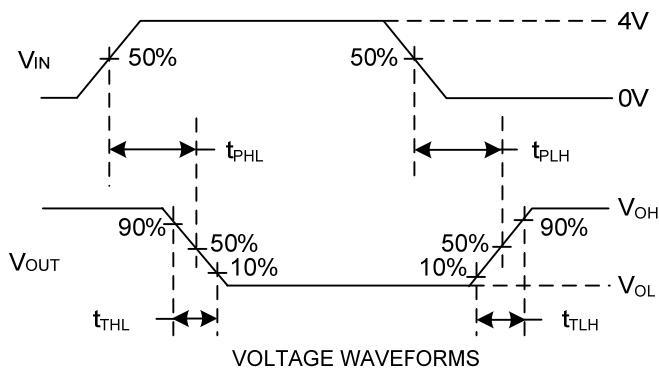 4V
VIN
50%
50%
0V
tPHL
tPLH
VOH
90%
50%
50%
90%
VOUT
10%
10%
VOL
tTHL
tTLH
VOLTAGE WAVEFORMS